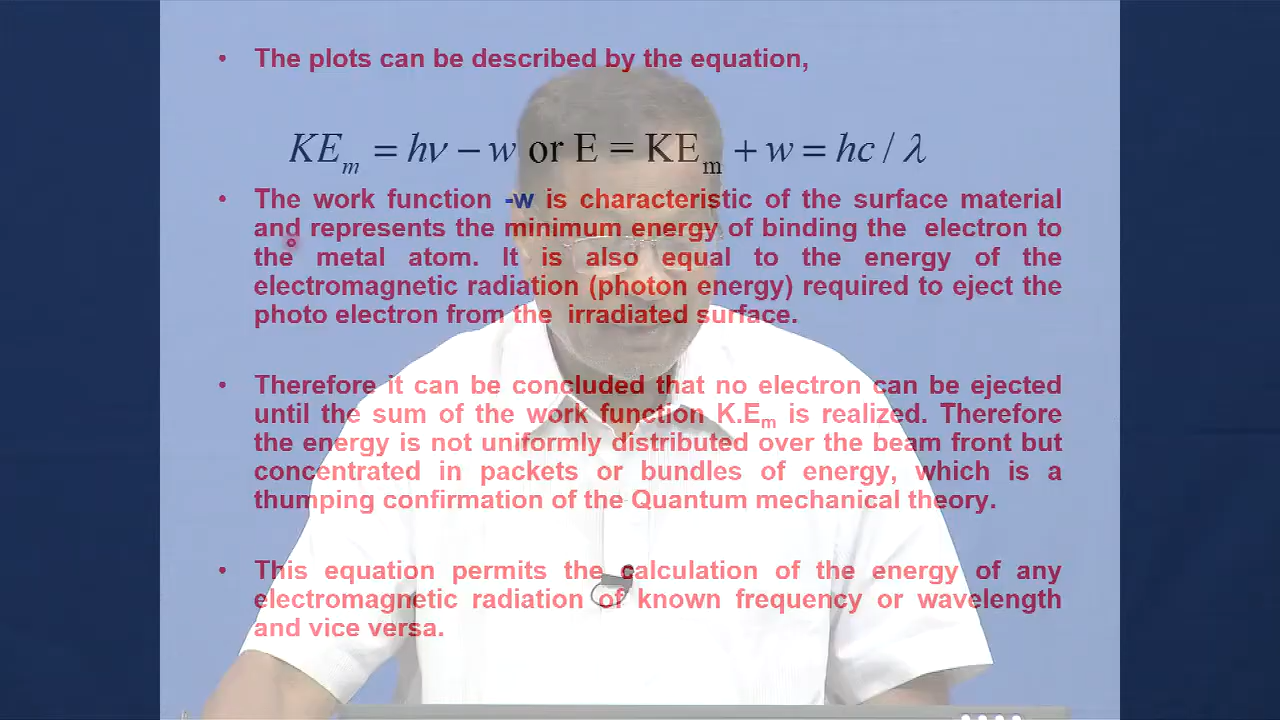 • The plots can be described by the equation,
KEm = hν − w or E = KEm + w = hc / λ
• The work function -w is characteristic of the surface material
and represents the minimum energy of binding the electron to
the metal atom. It is also equal to the energy of the
electromagnetic radiation (photon energy) required to eject the
photo electron from the irradiated surface.
• Therefore it can be concluded that no electron can be ejected
until the sum of the work function K.Em is realized. Therefore
the energy is not uniformly distributed over the beam front but
concentrated in packets or bundles of energy, which is a
thumping confirmation of the Quantum mechanical theory.
• This equation permits the calculation of the energy of any
electromagnetic radiation of known frequency or wavelength
and vice versa.